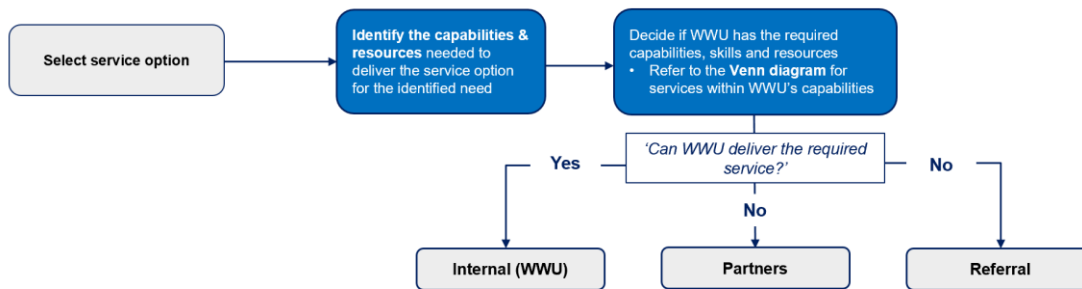 Select service option
Identify the capabilities &
resources needed to
deliver the service option
for the identified need
Decide if WWU has the required
capabilities, skills and resources
• Refer to the Venn diagram for
services within WWU's capabilities
'Can WWU deliver the required
service?'
Yes
No
No
Internal (WWU)
Partners
Referral